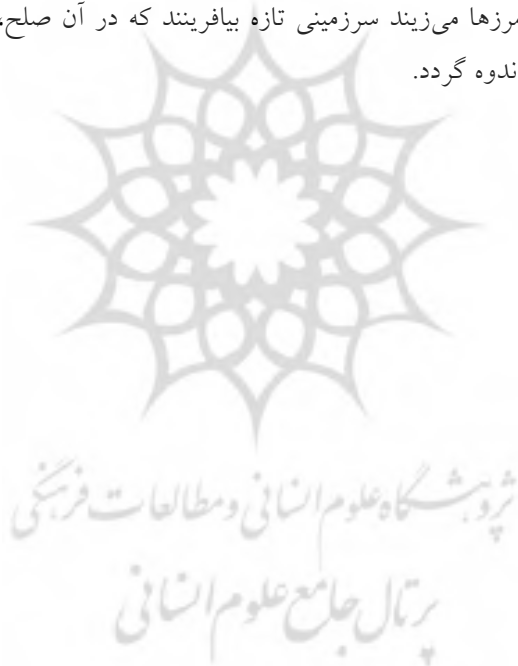 مرزها می‌زیند سرزمینی تازه بیافرینند که در آن صلح،
ندوه گردد.
پژوهشگاه علوم انسانی و مطالعات فرهنگی
پرتال جامع علوم انسانی